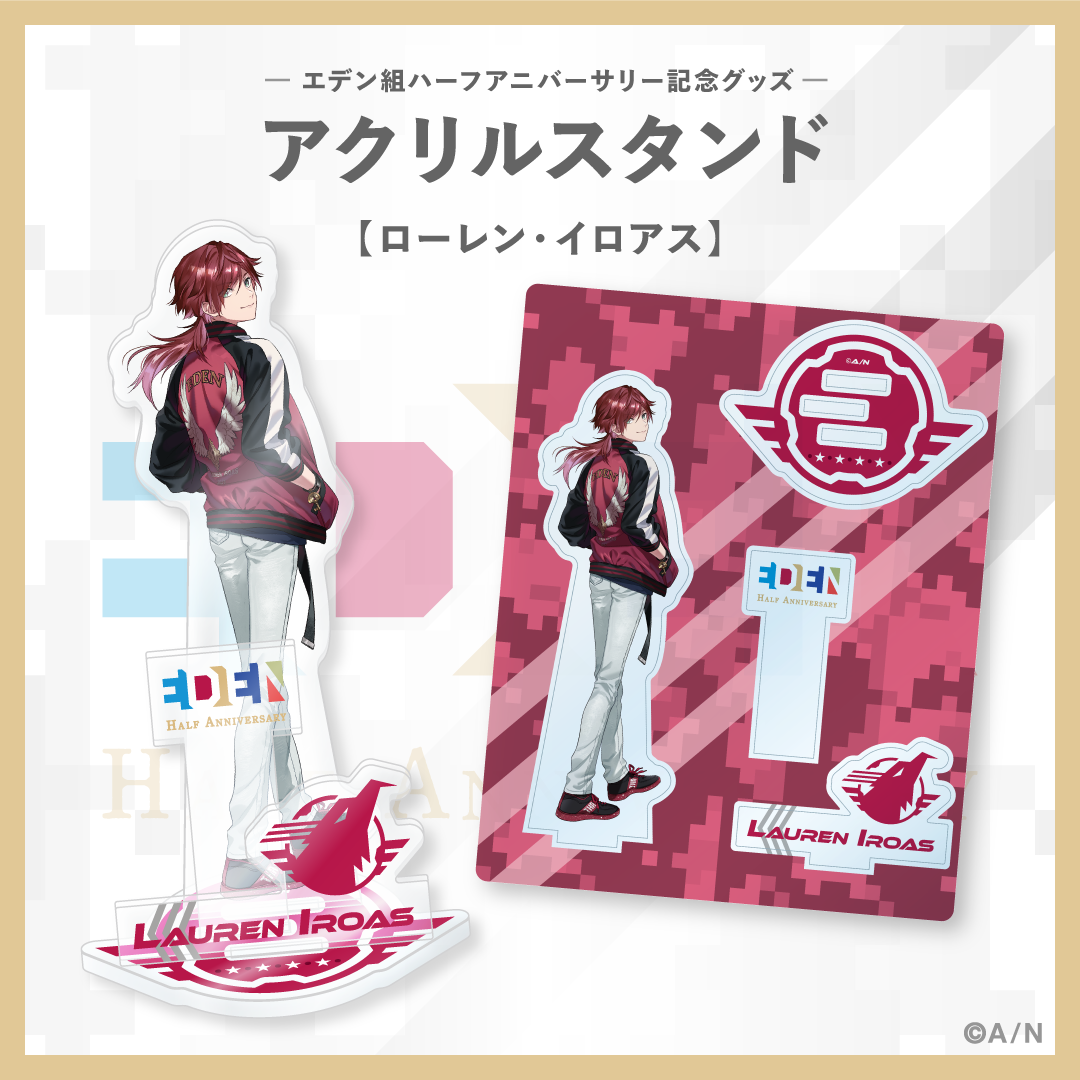 エデン組ハーフアニバーサリー記念グッズ
アクリルスタンド
【ローレン・イロアス】
EDEN
EDEN
HALF ANNIVERSARY
LAUREN IROAS
©A/N
EDEN
EDEN
HALF ANNIVERSARY
LAUREN IROAS
©A/N